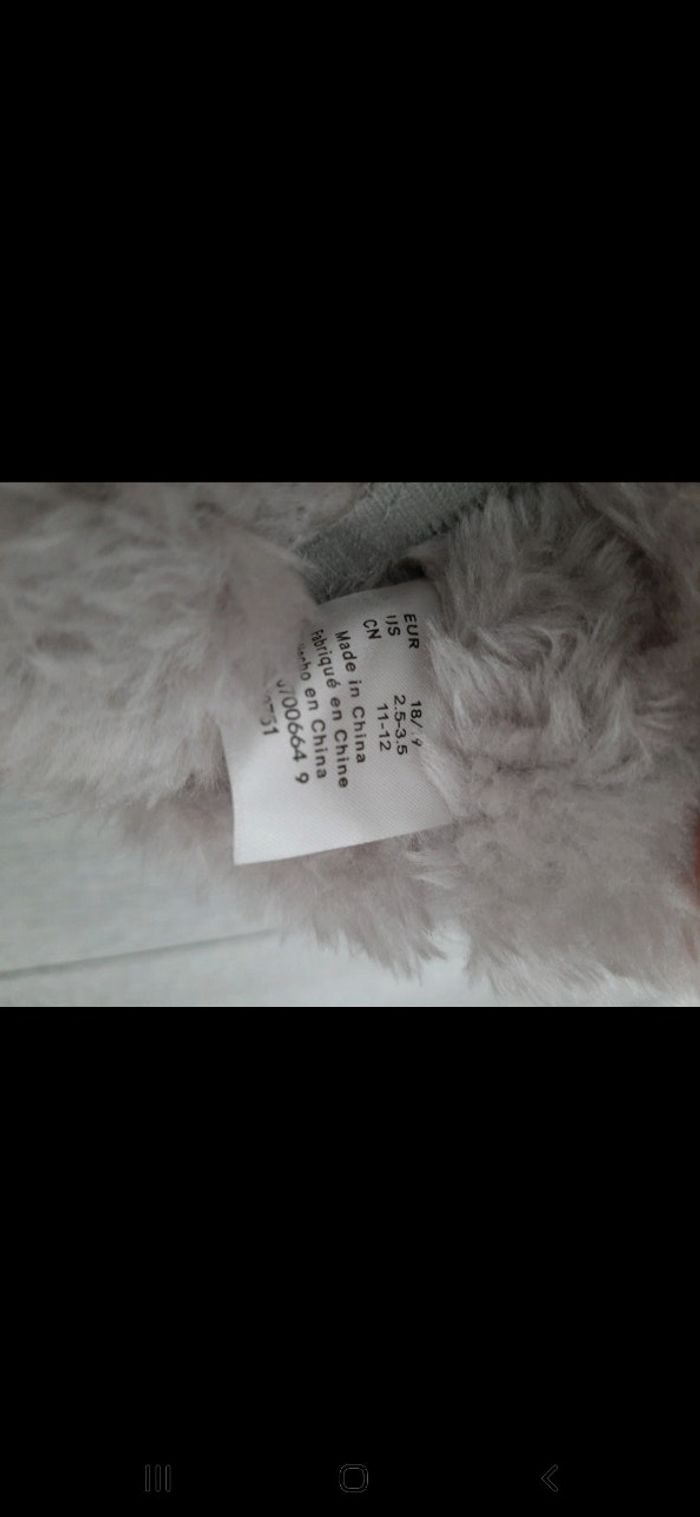 EUR 18/
US 2.5-3.5
CN 11-12
Made in China
Fabriqué en Chine
en China
700664 9